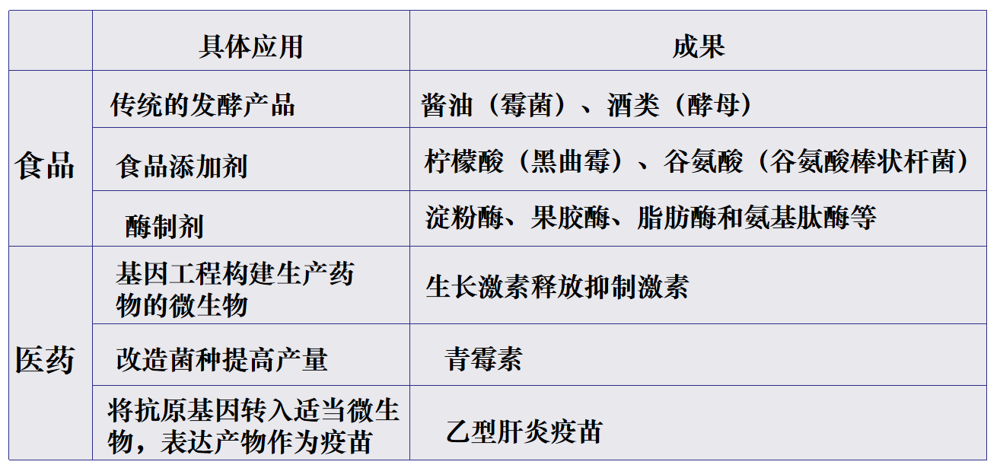 具体应用
成果
食品
传统的发酵产品
酱油（霉菌）、酒类（酵母）
食品添加剂
柠檬酸（黑曲霉）、谷氨酸（谷氨酸棒状杆菌）
酶制剂
淀粉酶、果胶酶、脂肪酶和氨基肽酶等
医药
基因工程构建生产药
物的微生物
生长激素释放抑制激素
改造菌种提高产量
青霉素
将抗原基因转入适当微生
物，表达产物作为疫苗
乙型肝炎疫苗